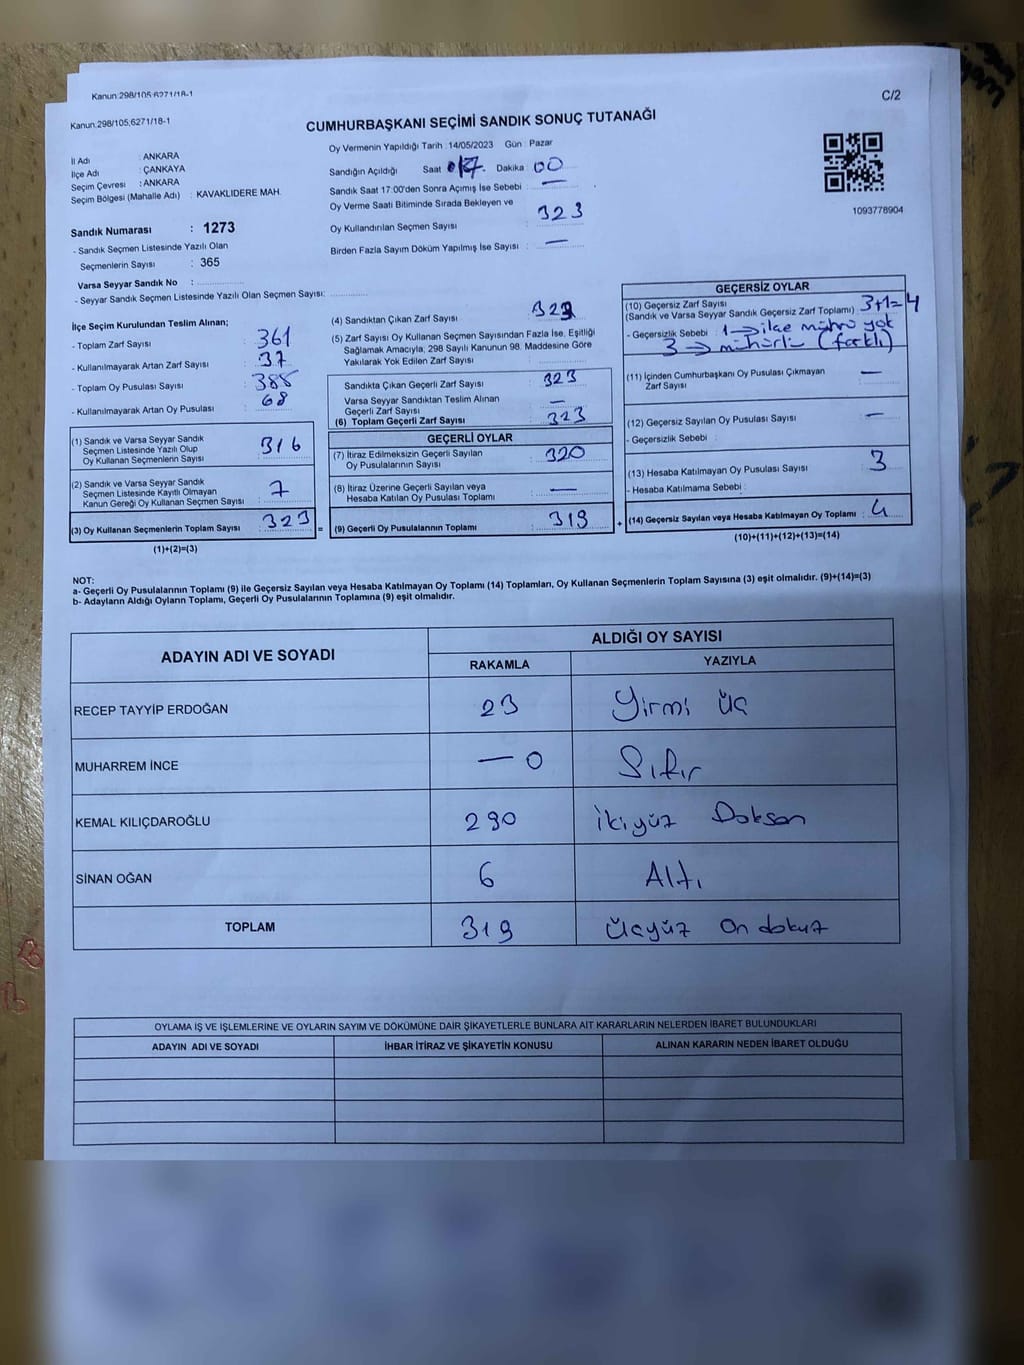 Kanun:298/105;6271/18-1
Kanun:298/105;6271/18-1
C/2
CUMHURBAŞKANI SEÇİMİ SANDIK SONUÇ TUTANAĞI
İl Adı : ANKARA
İlçe Adı : ÇANKAYA
Seçim Çevresi : ANKARA
Seçim Bölgesi (Mahalle Adı) : KAVAKLIDERE MAH.
Sandık Numarası : 1273
- Sandık Seçmen Listesinde Yazılı Olan
Seçmenlerin Sayısı : 365
Varsa Seyyar Sandık No :
- Seyyar Sandık Seçmen Listesinde Yazılı Olan Seçmen Sayısı:
Oy Vermenin Yapıldığı Tarih : 14/05/2023 Gün : Pazar
Sandığın Açıldığı Saat : 17 Dakika : 00
Sandık Saat 17:00'den Sonra Açımış İse Sebebi : —
Oy Verme Saati Bitiminde Sırada Bekleyen ve
Oy Kullandırılan Seçmen Sayısı : 323
Birden Fazla Sayım Döküm Yapılmış İse Sayısı : —
1093778904
İlçe Seçim Kurulundan Teslim Alınan;
- Toplam Zarf Sayısı : 361
- Kullanılmayarak Artan Zarf Sayısı : 37
- Toplam Oy Pusulası Sayısı : 388
- Kullanılmayarak Artan Oy Pusulası : 68
(1) Sandık ve Varsa Seyyar Sandık
Seçmen Listesinde Yazılı Olup
Oy Kullanan Seçmenlerin Sayısı : 316
(2) Sandık ve Varsa Seyyar Sandık
Seçmen Listesinde Kayıtlı Olmayan
Kanun Gereği Oy Kullanan Seçmen Sayısı : 7
(3) Oy Kullanan Seçmenlerin Toplam Sayısı : 323 =
(1)+(2)=(3)
(4) Sandıktan Çıkan Zarf Sayısı : 323
(5) Zarf Sayısı Oy Kullanan Seçmen Sayısından Fazla İse, Eşitliği
Sağlamak Amacıyla, 298 Sayılı Kanunun 98. Maddesine Göre
Yakılarak Yok Edilen Zarf Sayısı :
Sandıkta Çıkan Geçerli Zarf Sayısı : 323
Varsa Seyyar Sandıktan Teslim Alınan
Geçerli Zarf Sayısı : —
(6) Toplam Geçerli Zarf Sayısı : 323
GEÇERLİ OYLAR
(7) İtiraz Edilmeksizin Geçerli Sayılan
Oy Pusulalarının Sayısı : 320
(8) İtiraz Üzerine Geçerli Sayılan veya
Hesaba Katılan Oy Pusulası Toplamı : —
(9) Geçerli Oy Pusulalarının Toplamı : 319 +
GEÇERSİZ OYLAR
(10) Geçersiz Zarf Sayısı
(Sandık ve Varsa Seyyar Sandık Geçersiz Zarf Toplamı) : 3+1=4
- Geçersizlik Sebebi : 1 → ilçe mührü yok
3 → mühürlü (farklı)
(11) İçinden Cumhurbaşkanı Oy Pusulası Çıkmayan
Zarf Sayısı : —
(12) Geçersiz Sayılan Oy Pusulası Sayısı : —
- Geçersizlik Sebebi :
(13) Hesaba Katılmayan Oy Pusulası Sayısı : 3
- Hesaba Katılmama Sebebi :
(14) Geçersiz Sayılan veya Hesaba Katılmayan Oy Toplamı : 4
(10)+(11)+(12)+(13)=(14)
NOT:
a- Geçerli Oy Pusulalarının Toplamı (9) ile Geçersiz Sayılan veya Hesaba Katılmayan Oy Toplamı (14) Toplamları, Oy Kullanan Seçmenlerin Toplam Sayısına (3) eşit olmalıdır. (9)+(14)=(3)
b- Adayların Aldığı Oyların Toplamı, Geçerli Oy Pusulalarının Toplamına (9) eşit olmalıdır.
ADAYIN ADI VE SOYADI ALDIĞI OY SAYISI
RAKAMLA YAZIYLA
RECEP TAYYİP ERDOĞAN 23 Yirmi üç
MUHARREM İNCE — 0 Sıfır
KEMAL KILIÇDAROĞLU 290 ikiyüz Doksan
SİNAN OĞAN 6 Altı
TOPLAM 319 Üçyüz On dokuz
OYLAMA İŞ VE İŞLEMLERİNE VE OYLARIN SAYIM VE DÖKÜMÜNE DAİR ŞİKAYETLERLE BUNLARA AİT KARARLARIN NELERDEN İBARET BULUNDUKLARI
ADAYIN ADI VE SOYADI İHBAR İTİRAZ VE ŞİKAYETİN KONUSU ALINAN KARARIN NEDEN İBARET OLDUĞU